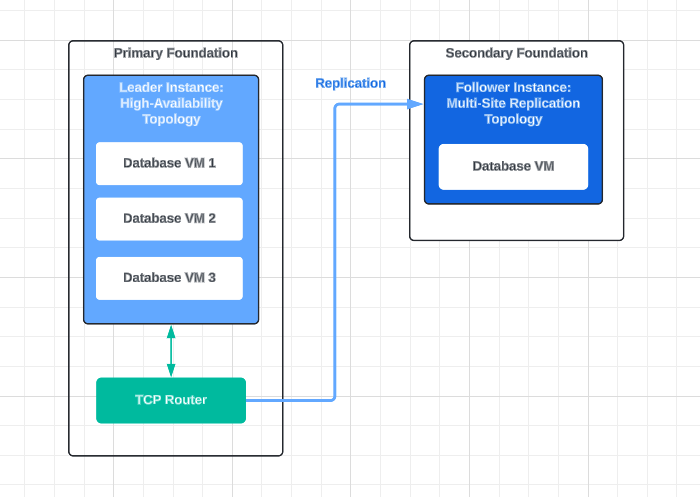 Primary Foundation
Leader Instance:
High-Availability
Topology
Database VM 1
Database VM 2
Database VM 3
TCP Router
Replication
Secondary Foundation
Follower Instance:
Multi-Site Replication
Topology
Database VM